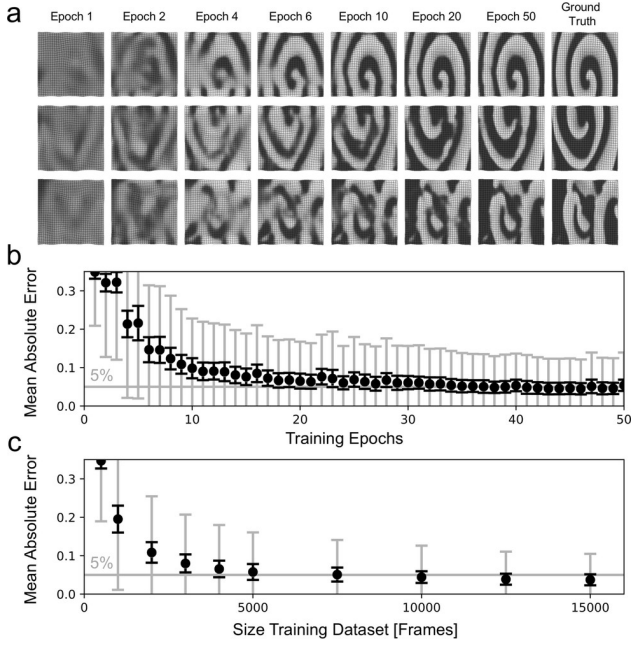 a
Epoch 1 Epoch 2 Epoch 4 Epoch 6 Epoch 10 Epoch 20 Epoch 50 Ground
Truth
b
Mean Absolute Error
0.3
0.2
0.1
0.0
5%
0 10 20 30 40 50
Training Epochs
c
Mean Absolute Error
0.3
0.2
0.1
0.0
5%
0 5000 10000 15000
Size Training Dataset [Frames]